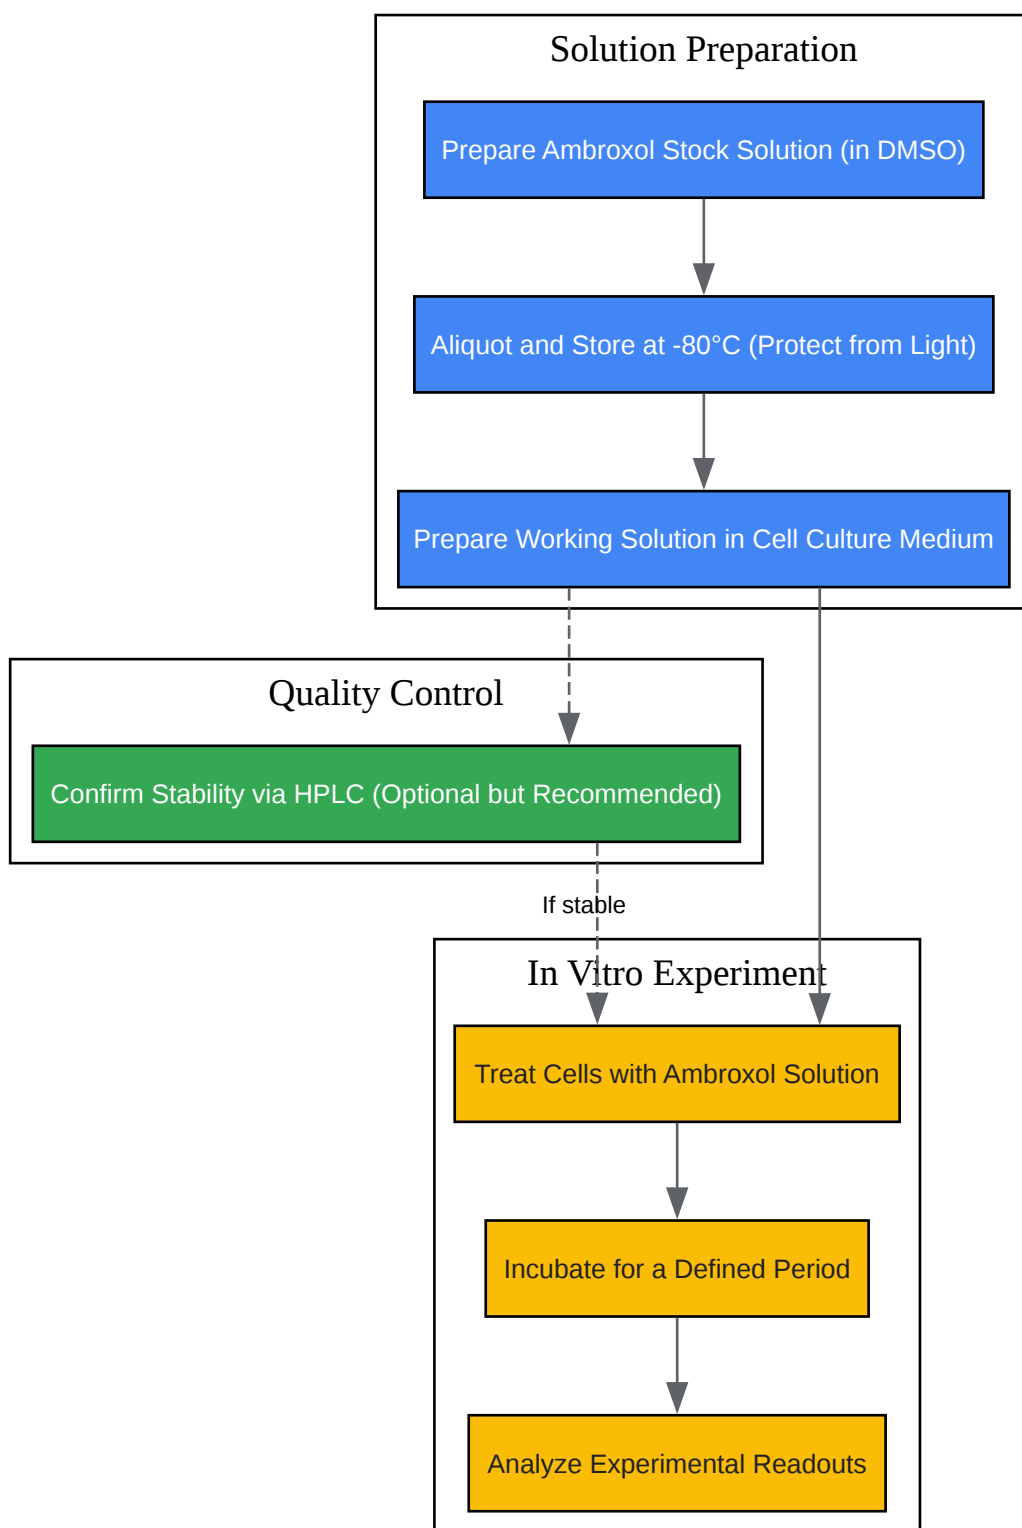 Solution Preparation
Prepare Ambroxol Stock Solution (in DMSO)
Aliquot and Store at -80°C (Protect from Light)
Prepare Working Solution in Cell Culture Medium
Quality Control
Confirm Stability via HPLC (Optional but Recommended)
If stable
In Vitro Experiment
Treat Cells with Ambroxol Solution
Incubate for a Defined Period
Analyze Experimental Readouts